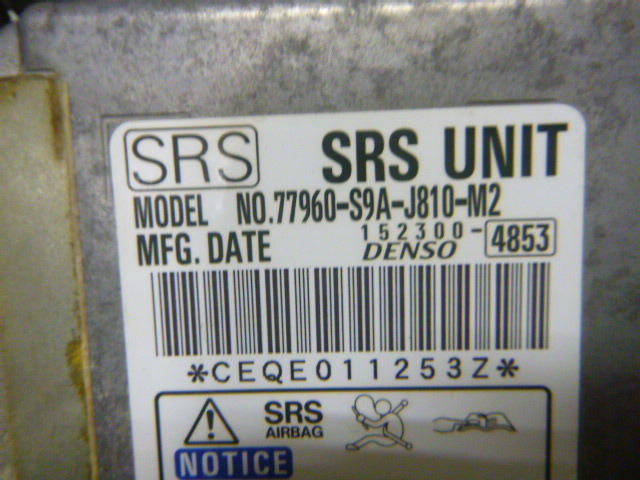 SRS SRS UNIT
MODEL NO.77960-S9A-J810-M2
MFG. DATE 152300-4853
DENSO
*CEQE011253Z*
SRS
AIRBAG
NOTICE